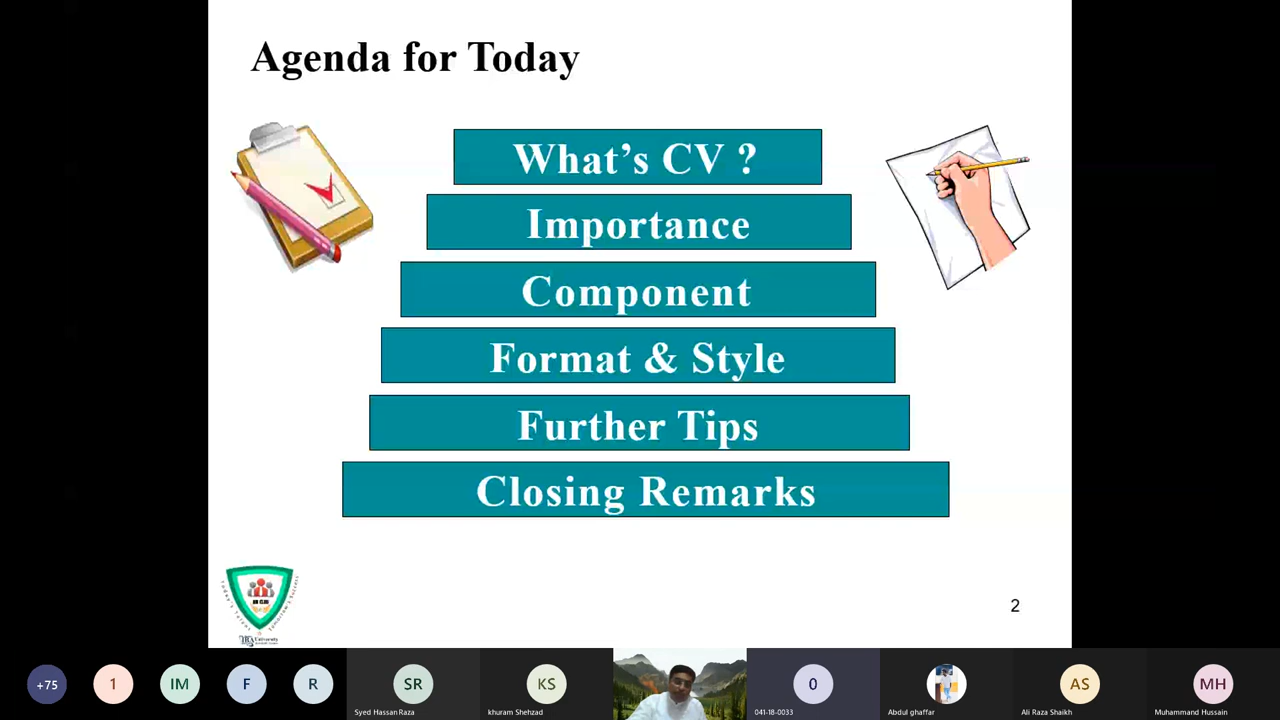 Agenda for Today
What’s CV ?
Importance
Component
Format & Style
Further Tips
Closing Remarks
University
2
+75
1
IM
F
R
SR
KS
0
AS
MH
Syed Hassan Raza
khuram Shehzad
041-18-0033
Abdul ghaffar
Ali Raza Shaikh
Muhammand Hussain